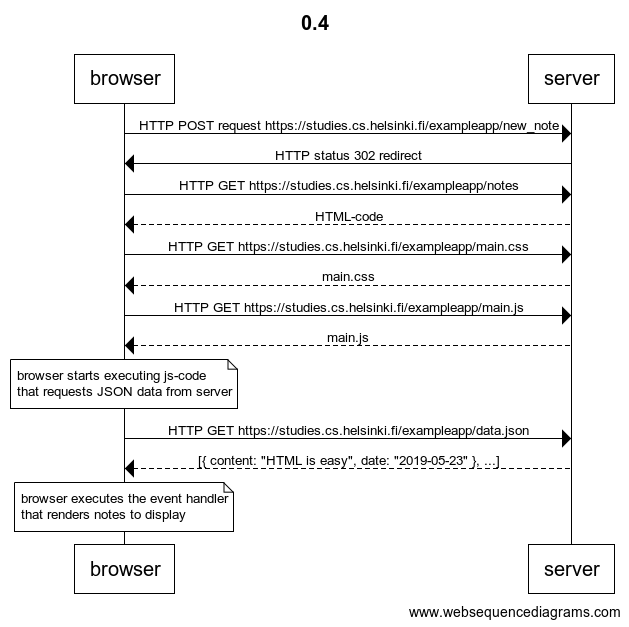 0.4
browser
server
HTTP POST request https://studies.cs.helsinki.fi/exampleapp/new_note
HTTP status 302 redirect
HTTP GET https://studies.cs.helsinki.fi/exampleapp/notes
HTML-code
HTTP GET https://studies.cs.helsinki.fi/exampleapp/main.css
main.css
HTTP GET https://studies.cs.helsinki.fi/exampleapp/main.js
main.js
browser starts executing js-code
that requests JSON data from server
HTTP GET https://studies.cs.helsinki.fi/exampleapp/data.json
[{ content: "HTML is easy", date: "2019-05-23" }, ...]
browser executes the event handler
that renders notes to display
browser
server
www.websequencediagrams.com